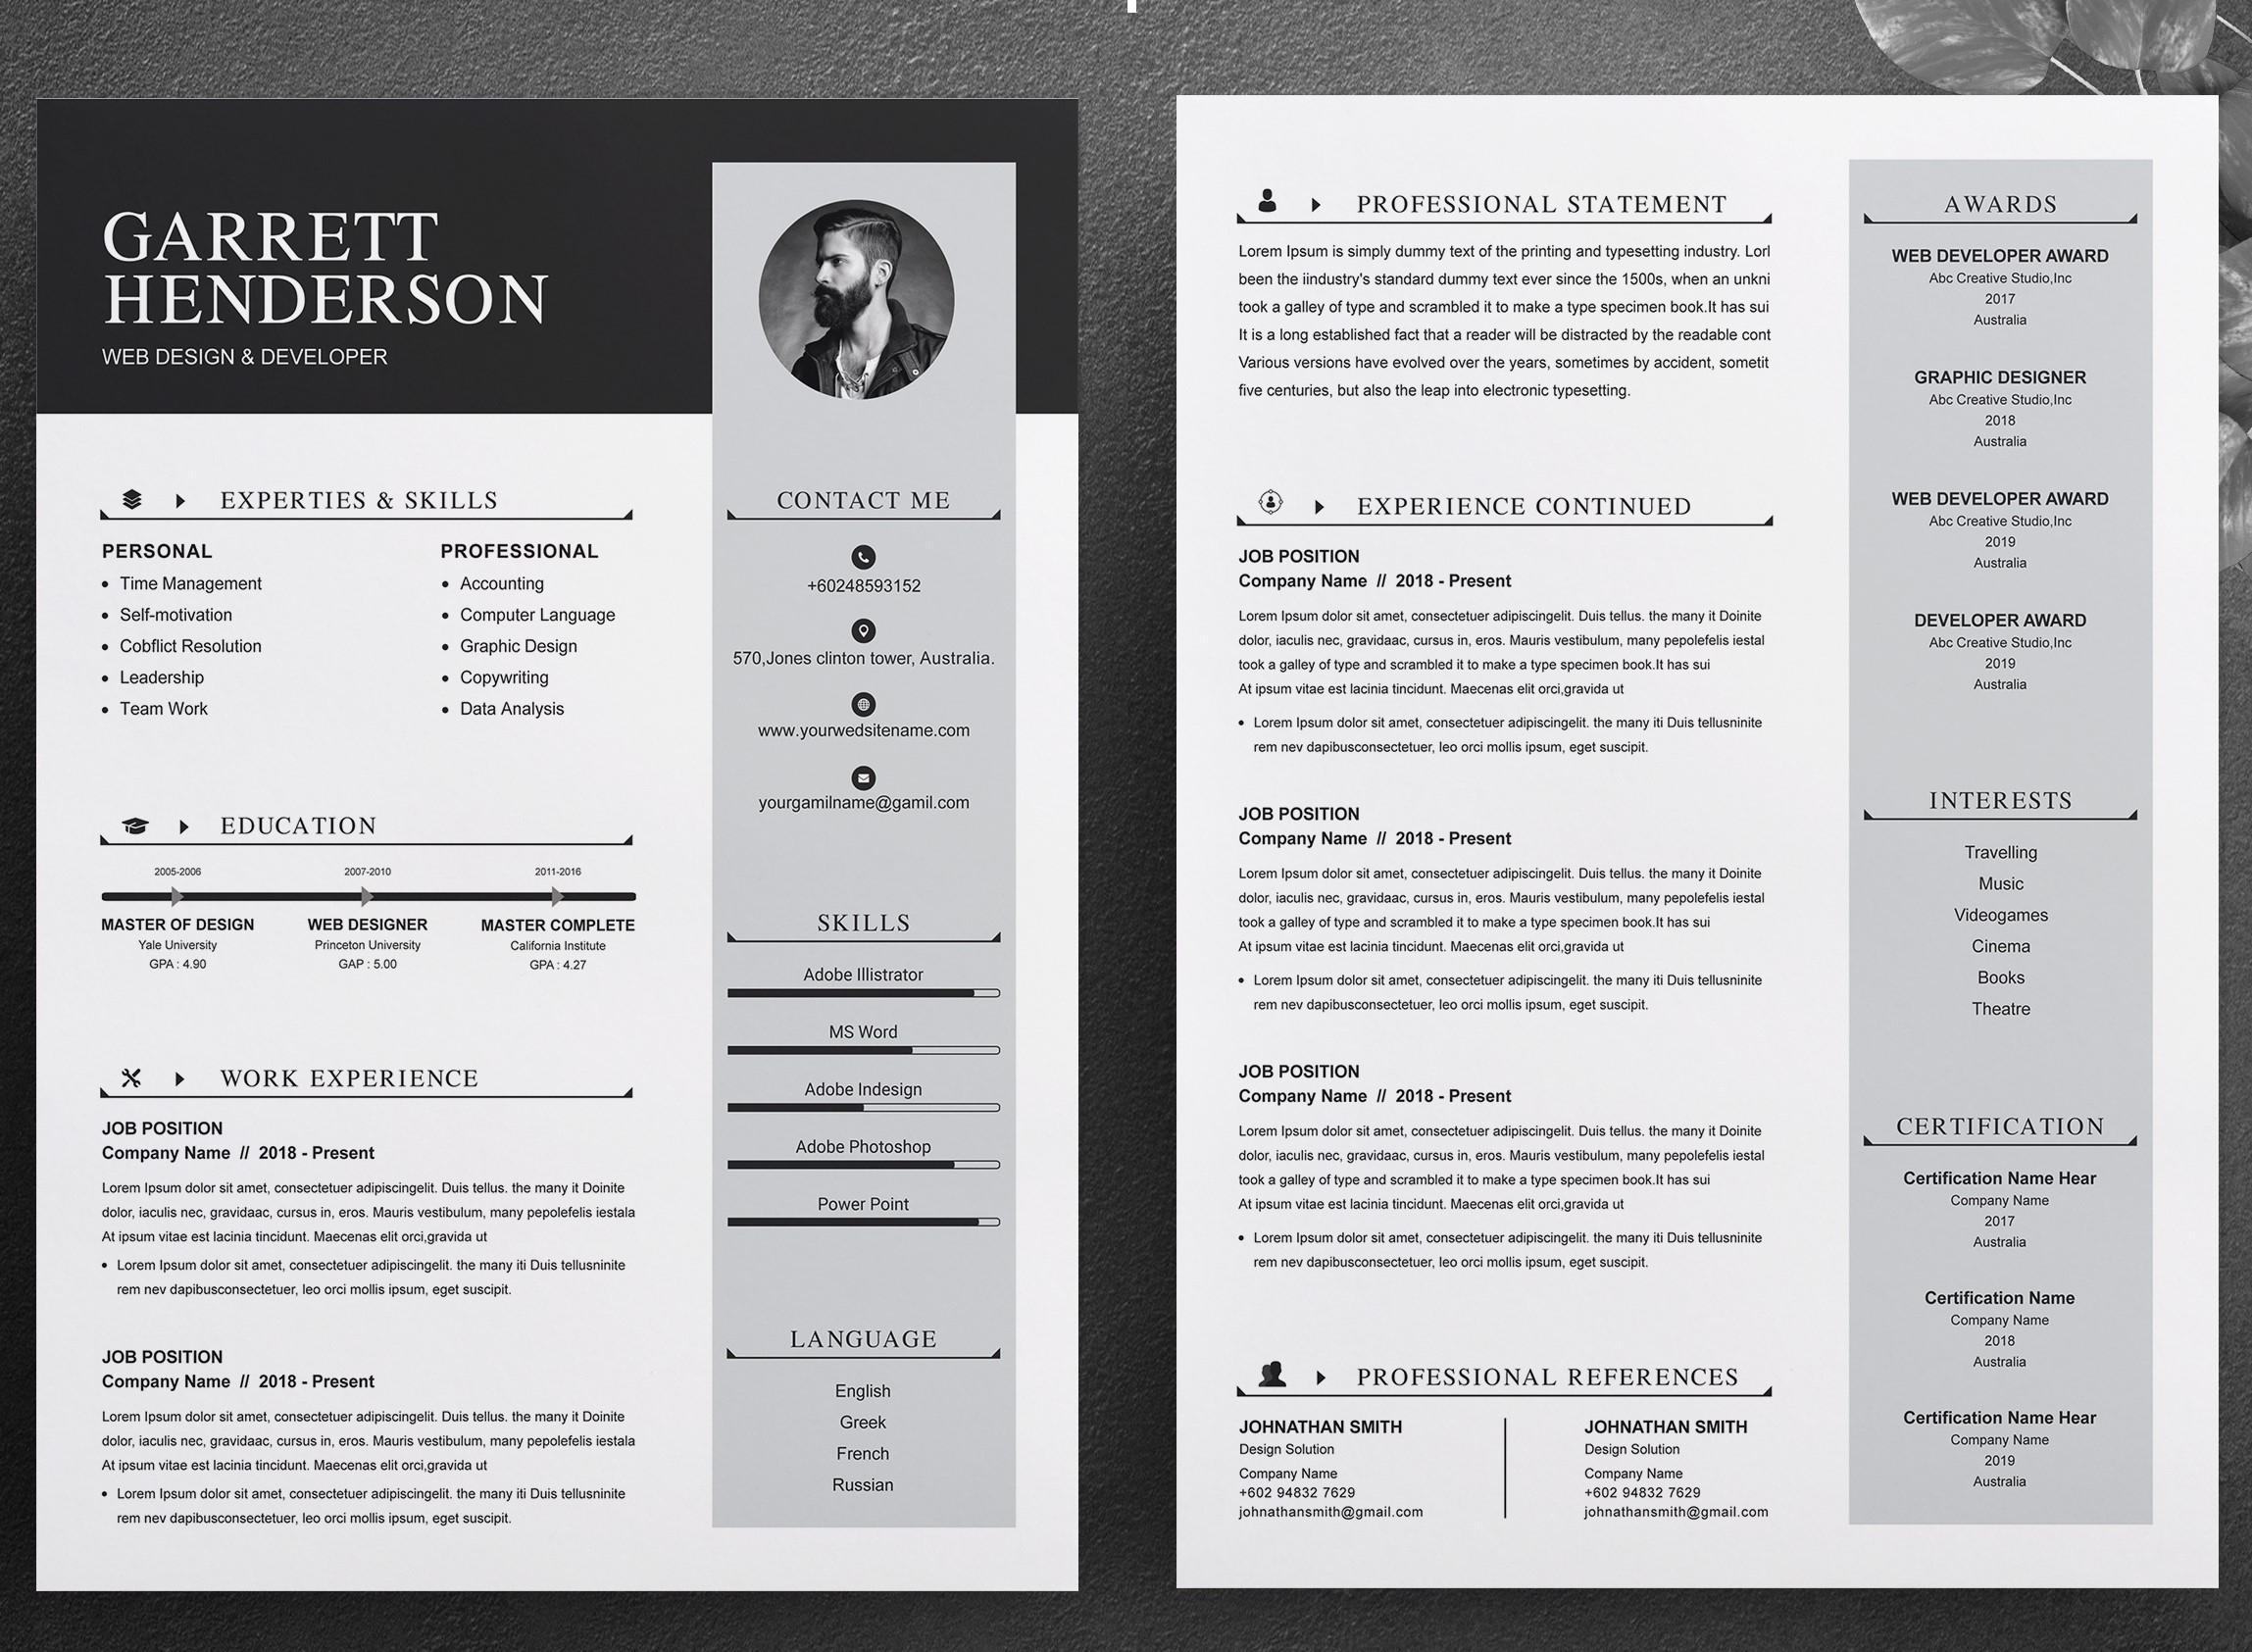 GARRETT
HENDERSON
WEB DESIGN & DEVELOPER
EXPERTIES & SKILLS
PERSONAL
Time Management
Self-motivation
Cobflict Resolution
Leadership
Team Work
PROFESSIONAL
Accounting
Computer Language
Graphic Design
Copywriting
Data Analysis
EDUCATION
2005-2006
MASTER OF DESIGN
Yale University
GPA : 4.90
2007-2010
WEB DESIGNER
Princeton University
GAP : 5.00
2011-2016
MASTER COMPLETE
California Institute
GPA : 4.27
WORK EXPERIENCE
JOB POSITION
Company Name // 2018 - Present
Lorem Ipsum dolor sit amet, consectetuer adipiscingelit. Duis tellus. the many it Doinite
dolor, iaculis nec, gravidaac, cursus in, eros. Mauris vestibulum, many pepolefelis iestala
At ipsum vitae est lacinia tincidunt. Maecenas elit orci,gravida ut
• Lorem Ipsum dolor sit amet, consectetuer adipiscingelit. the many iti Duis tellusninite
rem nev dapibusconsectetuer, leo orci mollis ipsum, eget suscipit.
JOB POSITION
Company Name // 2018 - Present
Lorem Ipsum dolor sit amet, consectetuer adipiscingelit. Duis tellus. the many it Doinite
dolor, iaculis nec, gravidaac, cursus in, eros. Mauris vestibulum, many pepolefelis iestala
At ipsum vitae est lacinia tincidunt. Maecenas elit orci,gravida ut
• Lorem Ipsum dolor sit amet, consectetuer adipiscingelit. the many iti Duis tellusninite
rem nev dapibusconsectetuer, leo orci mollis ipsum, eget suscipit.
CONTACT ME
+60248593152
570,Jones clinton tower, Australia.
www.yourwedsitename.com
yourgamilname@gamil.com
SKILLS
Adobe Illistrator
MS Word
Adobe Indesign
Adobe Photoshop
Power Point
LANGUAGE
English
Greek
French
Russian
PROFESSIONAL STATEMENT
Lorem Ipsum is simply dummy text of the printing and typesetting industry. Lorl
been the iindustry's standard dummy text ever since the 1500s, when an unkni
took a galley of type and scrambled it to make a type specimen book.It has sui
It is a long established fact that a reader will be distracted by the readable cont
Various versions have evolved over the years, sometimes by accident, sometit
five centuries, but also the leap into electronic typesetting.
EXPERIENCE CONTINUED
JOB POSITION
Company Name // 2018 - Present
Lorem Ipsum dolor sit amet, consectetuer adipiscingelit. Duis tellus. the many it Doinite
dolor, iaculis nec, gravidaac, cursus in, eros. Mauris vestibulum, many pepolefelis iestal
took a galley of type and scrambled it to make a type specimen book.It has sui
At ipsum vitae est lacinia tincidunt. Maecenas elit orci,gravida ut
• Lorem Ipsum dolor sit amet, consectetuer adipiscingelit. the many iti Duis tellusninite
rem nev dapibusconsectetuer, leo orci mollis ipsum, eget suscipit.
JOB POSITION
Company Name // 2018 - Present
Lorem Ipsum dolor sit amet, consectetuer adipiscingelit. Duis tellus. the many it Doinite
dolor, iaculis nec, gravidaac, cursus in, eros. Mauris vestibulum, many pepolefelis iestal
took a galley of type and scrambled it to make a type specimen book.It has sui
At ipsum vitae est lacinia tincidunt. Maecenas elit orci,gravida ut
• Lorem Ipsum dolor sit amet, consectetuer adipiscingelit. the many iti Duis tellusninite
rem nev dapibusconsectetuer, leo orci mollis ipsum, eget suscipit.
JOB POSITION
Company Name // 2018 - Present
Lorem Ipsum dolor sit amet, consectetuer adipiscingelit. Duis tellus. the many it Doinite
dolor, iaculis nec, gravidaac, cursus in, eros. Mauris vestibulum, many pepolefelis iestal
took a galley of type and scrambled it to make a type specimen book.It has sui
At ipsum vitae est lacinia tincidunt. Maecenas elit orci,gravida ut
• Lorem Ipsum dolor sit amet, consectetuer adipiscingelit. the many iti Duis tellusninite
rem nev dapibusconsectetuer, leo orci mollis ipsum, eget suscipit.
PROFESSIONAL REFERENCES
JOHNATHAN SMITH
Design Solution
Company Name
+602 94832 7629
johnathansmith@gmail.com
JOHNATHAN SMITH
Design Solution
Company Name
+602 94832 7629
johnathansmith@gmail.com
AWARDS
WEB DEVELOPER AWARD
Abc Creative Studio,Inc
2017
Australia
GRAPHIC DESIGNER
Abc Creative Studio,Inc
2018
Australia
WEB DEVELOPER AWARD
Abc Creative Studio,Inc
2019
Australia
DEVELOPER AWARD
Abc Creative Studio,Inc
2019
Australia
INTERESTS
Travelling
Music
Videogames
Cinema
Books
Theatre
CERTIFICATION
Certification Name Hear
Company Name
2017
Australia
Certification Name
Company Name
2018
Australia
Certification Name Hear
Company Name
2019
Australia